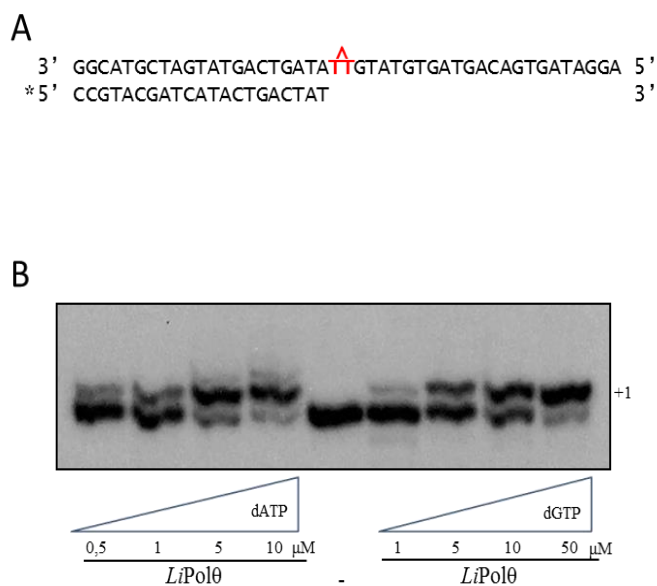 A
3’ GGCATGCTAGTATGACTGATATTGTATGTGATGACAGTGATAGGA 5’
*5’ CCGTACGATCATACTGACTAT 3’
B
+1
dATP dGTP
0,5 1 5 10 μM 1 5 10 50 μM
LiPolθ - LiPolθ